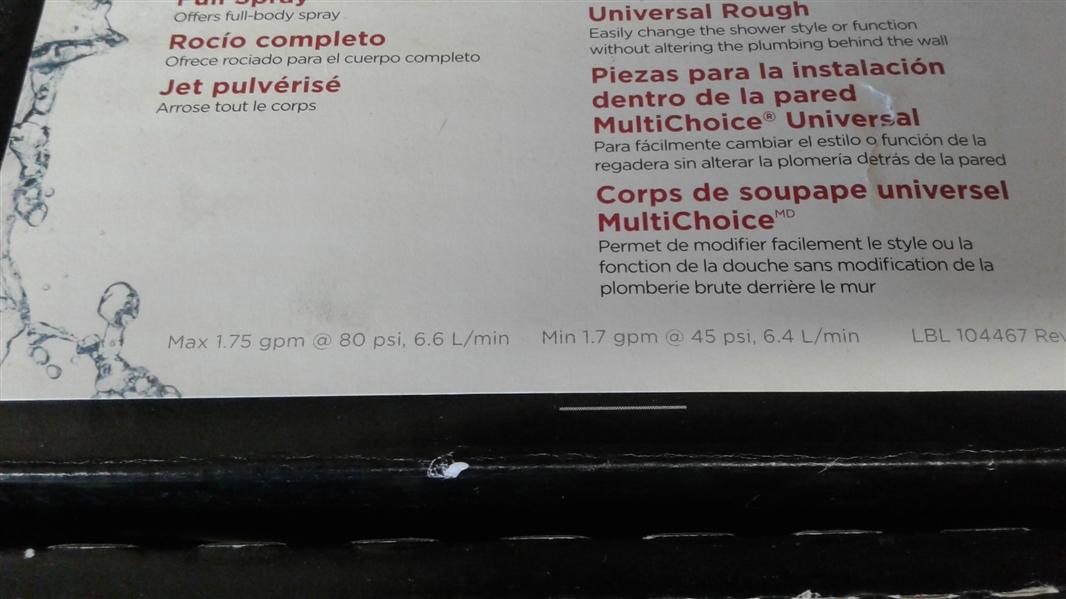 Full Spray
Offers full-body spray
Rocío completo
Ofrece rociado para el cuerpo completo
Jet pulvérisé
Arrose tout le corps
Universal Rough
Easily change the shower style or function
without altering the plumbing behind the wall
Piezas para la instalación
dentro de la pared
MultiChoice® Universal
Para fácilmente cambiar el estilo o función de la
regadera sin alterar la plomería detrás de la pared
Corps de soupape universel
MultiChoiceMD
Permet de modifier facilement le style ou la
fonction de la douche sans modification de la
plomberie brute derrière le mur
Max 1.75 gpm @ 80 psi, 6.6 L/min
Min 1.7 gpm @ 45 psi, 6.4 L/min
LBL 104467 Rev